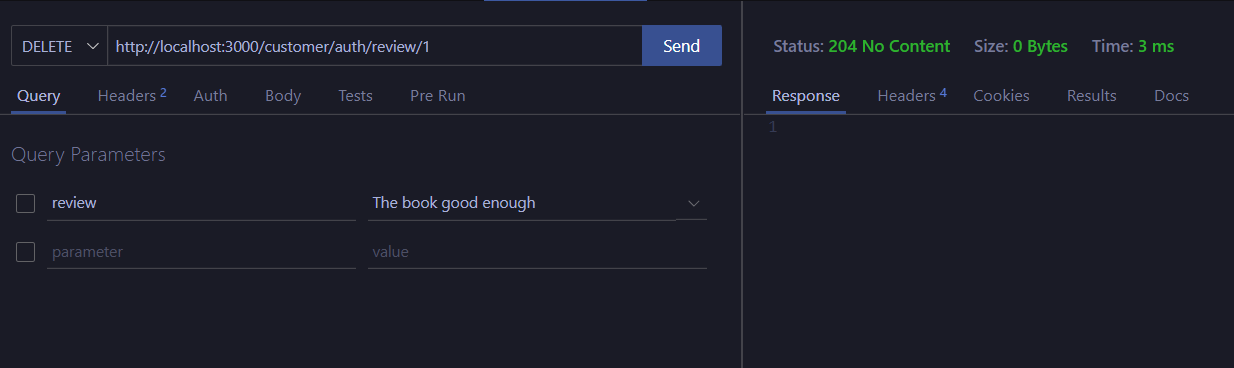 DELETE http://localhost:3000/customer/auth/review/1 Send
Query Headers 2 Auth Body Tests Pre Run
Query Parameters
review The book good enough
parameter value
Status: 204 No Content Size: 0 Bytes Time: 3 ms
Response Headers 4 Cookies Results Docs
1